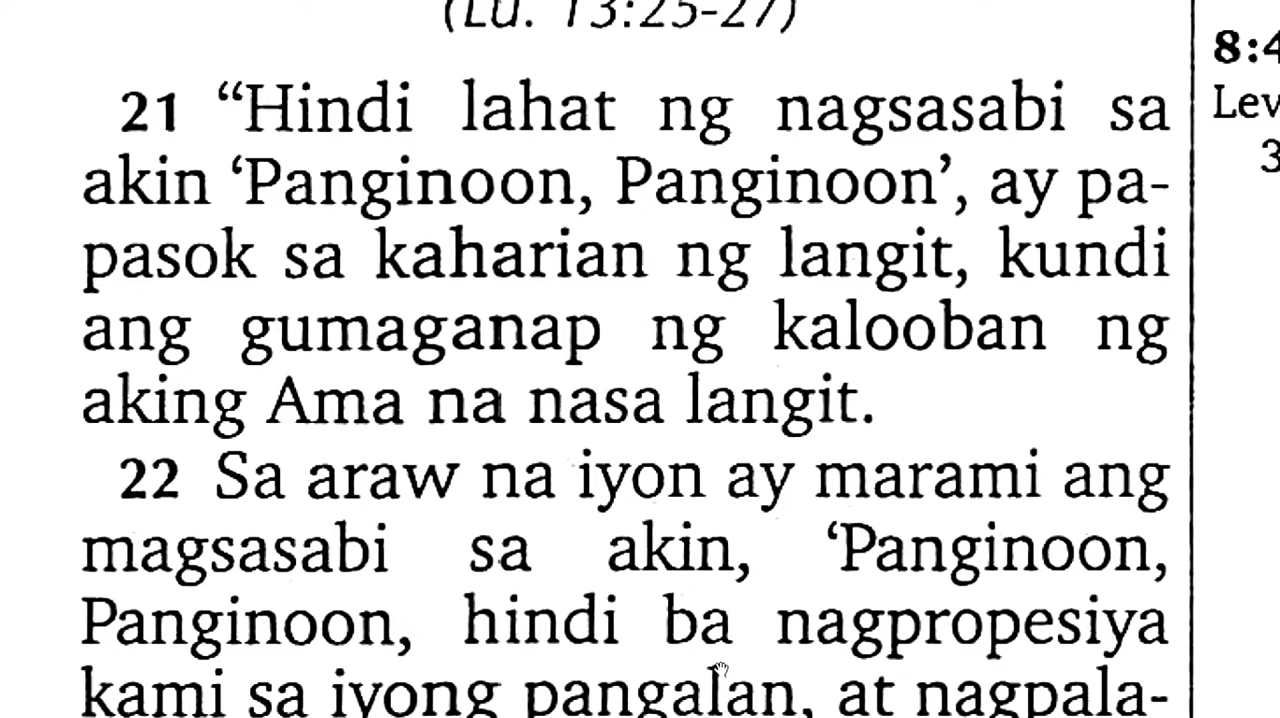 (Lu. 13:25-27)
8:4
21 “Hindi lahat ng nagsasabi sa
Lev
akin ‘Panginoon, Panginoon’, ay pa-
3
pasok sa kaharian ng langit, kundi
ang gumaganap ng kalooban ng
aking Ama na nasa langit.
22 Sa araw na iyon ay marami ang
magsasabi sa akin, ‘Panginoon,
Panginoon, hindi ba nagpropesiya
kami sa iyong pangalan, at nagpala-